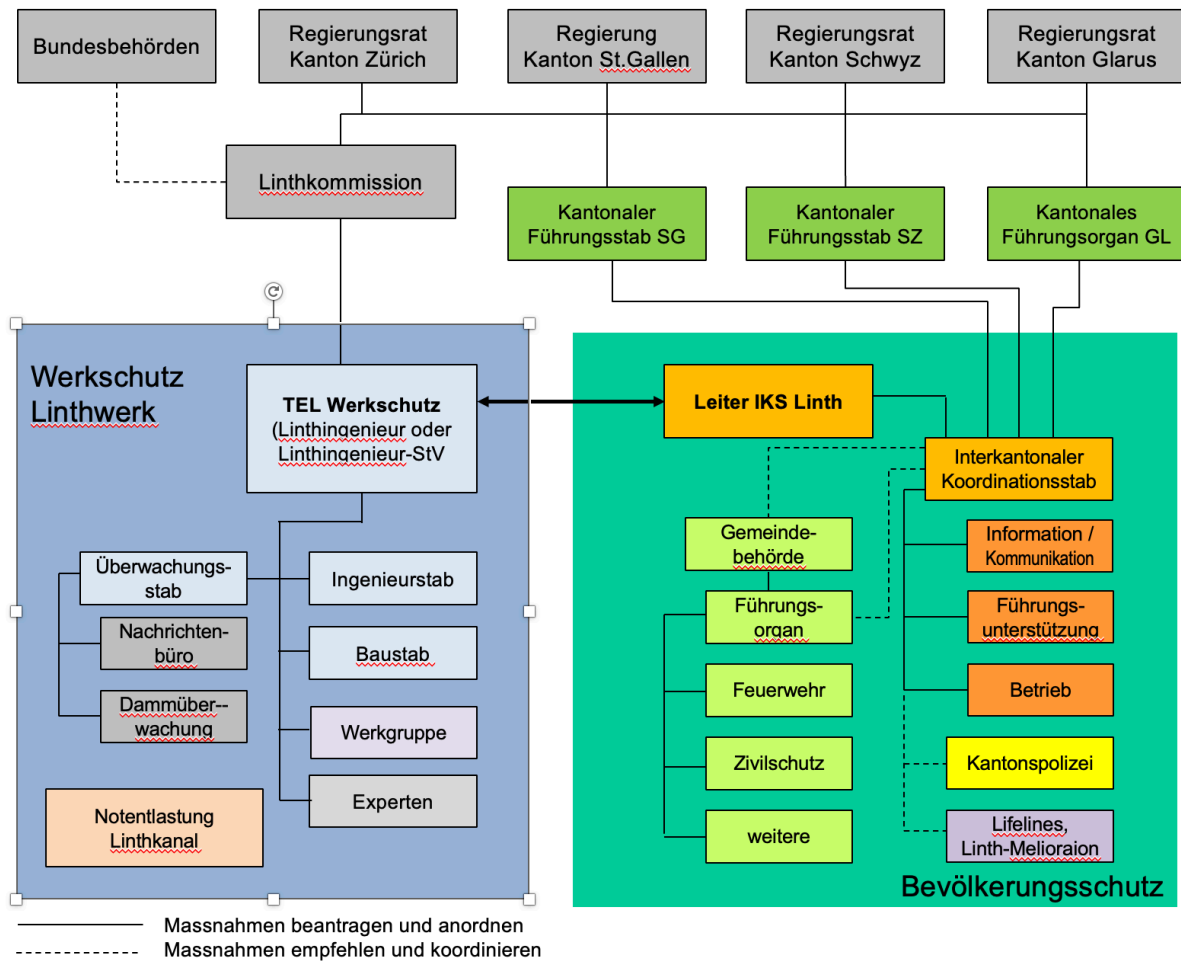 Bundesbehörden
Regierungsrat
Kanton Zürich
Regierung
Kanton St.Gallen
Regierungsrat
Kanton Schwyz
Regierungsrat
Kanton Glarus
Linthkommission
Kantonaler
Führungsstab SG
Kantonaler
Führungsstab SZ
Kantonales
Führungsorgan GL
Werkschutz
Linthwerk
TEL Werkschutz
(Linthingenieur oder
Linthingenieur-StV
Überwachungs-
stab
Nachrichten-
büro
Dammüber--
wachung
Ingenieurstab
Baustab
Werkgruppe
Experten
Notentlastung
Linthkanal
Leiter IKS Linth
Interkantonaler
Koordinationsstab
Gemeinde-
behörde
Führungs-
organ
Feuerwehr
Zivilschutz
weitere
Information /
Kommunikation
Führungs-
unterstützung
Betrieb
Kantonspolizei
Lifelines,
Linth-Melioraion
Bevölkerungsschutz
Massnahmen beantragen und anordnen
Massnahmen empfehlen und koordinieren